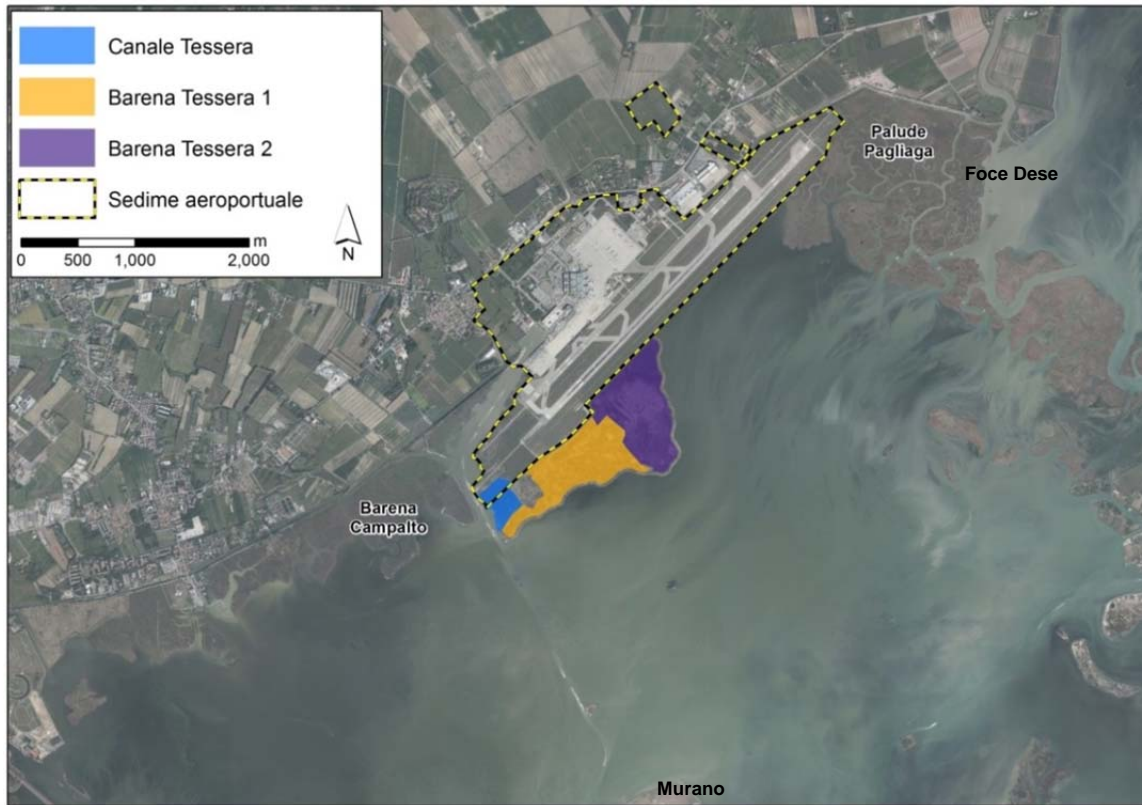 Canale Tessera
Barena Tessera 1
Barena Tessera 2
Sedime aeroportuale
m
0 500 1,000 2,000
N
Palude
Pagliaga
Foce Dese
Barena
Campalto
Murano